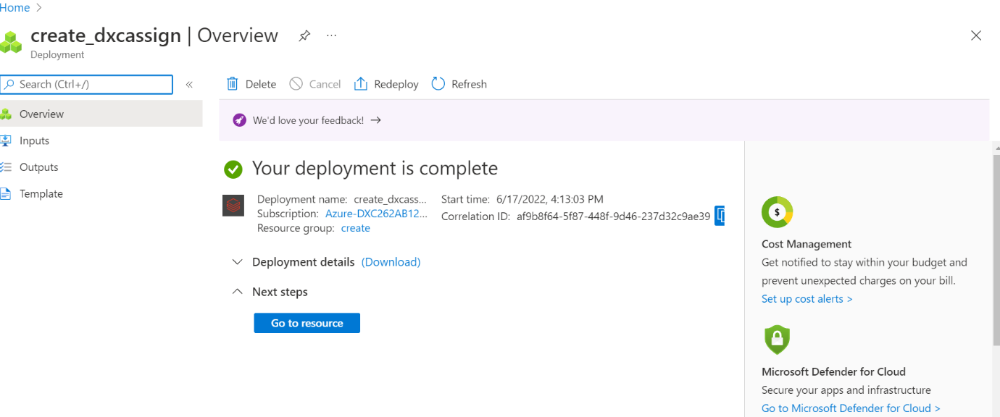 Home >
create_dxcassign | Overview
...
Deployment
Search (Ctrl+/)
«
Delete
Cancel
Redeploy
Refresh
Overview
Inputs
Outputs
Template
We'd love your feedback! →
Your deployment is complete
Deployment name: create_dxcass...
Subscription: Azure-DXC262AB12...
Resource group: create
Start time: 6/17/2022, 4:13:03 PM
Correlation ID: af9b8f64-5f87-448f-9d46-237d32c9ae39
Deployment details (Download)
Next steps
Go to resource
$
Cost Management
Get notified to stay within your budget and
prevent unexpected charges on your bill.
Set up cost alerts >
Microsoft Defender for Cloud
Secure your apps and infrastructure
Go to Microsoft Defender for Cloud >